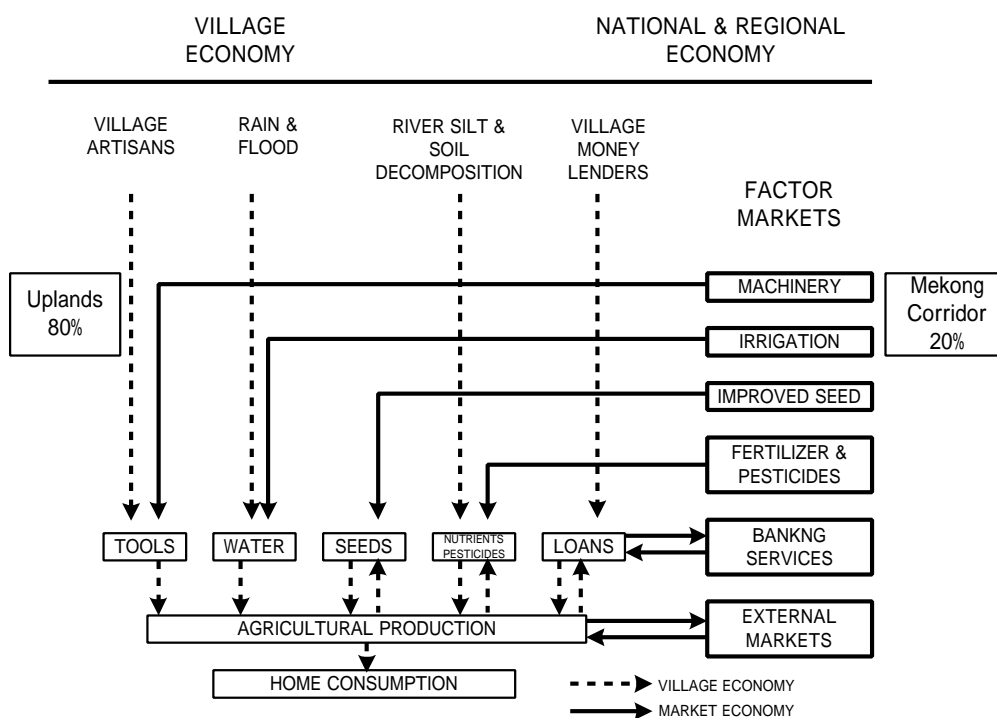 VILLAGE
ECONOMY
NATIONAL & REGIONAL
ECONOMY
VILLAGE
ARTISANS
RAIN &
FLOOD
RIVER SILT &
SOIL
DECOMPOSITION
VILLAGE
MONEY
LENDERS
FACTOR
MARKETS
Uplands
80%
MACHINERY
Mekong
Corridor
20%
IRRIGATION
IMPROVED SEED
FERTILIZER &
PESTICIDES
TOOLS
WATER
SEEDS
NUTRIENTS
PESTICIDES
LOANS
BANKNG
SERVICES
AGRICULTURAL PRODUCTION
EXTERNAL
MARKETS
HOME CONSUMPTION
VILLAGE ECONOMY
MARKET ECONOMY